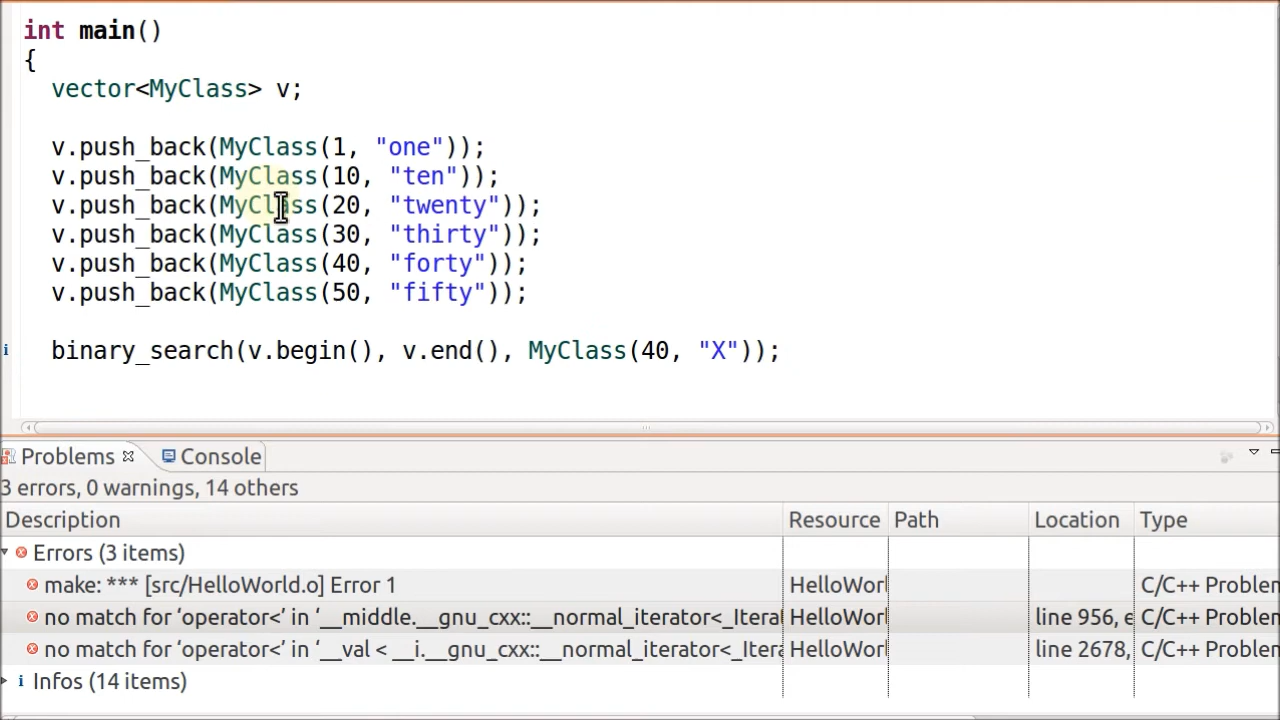 int main()
{
vector<MyClass> v;
v.push_back(MyClass(1, "one"));
v.push_back(MyClass(10, "ten"));
v.push_back(MyClass(20, "twenty"));
v.push_back(MyClass(30, "thirty"));
v.push_back(MyClass(40, "forty"));
v.push_back(MyClass(50, "fifty"));
i binary_search(v.begin(), v.end(), MyClass(40, "X"));
Problems Console
3 errors, 0 warnings, 14 others
Description Resource Path Location Type
Errors (3 items)
make: *** [src/HelloWorld.o] Error 1 HelloWorl C/C++ Problem
no match for ‘operator<’ in ‘__middle.__gnu_cxx::__normal_iterator<_Iterat HelloWorl line 956, e C/C++ Problem
no match for ‘operator<’ in ‘__val < __i.__gnu_cxx::__normal_iterator<_Itera HelloWorl line 2678, C/C++ Problem
i Infos (14 items)